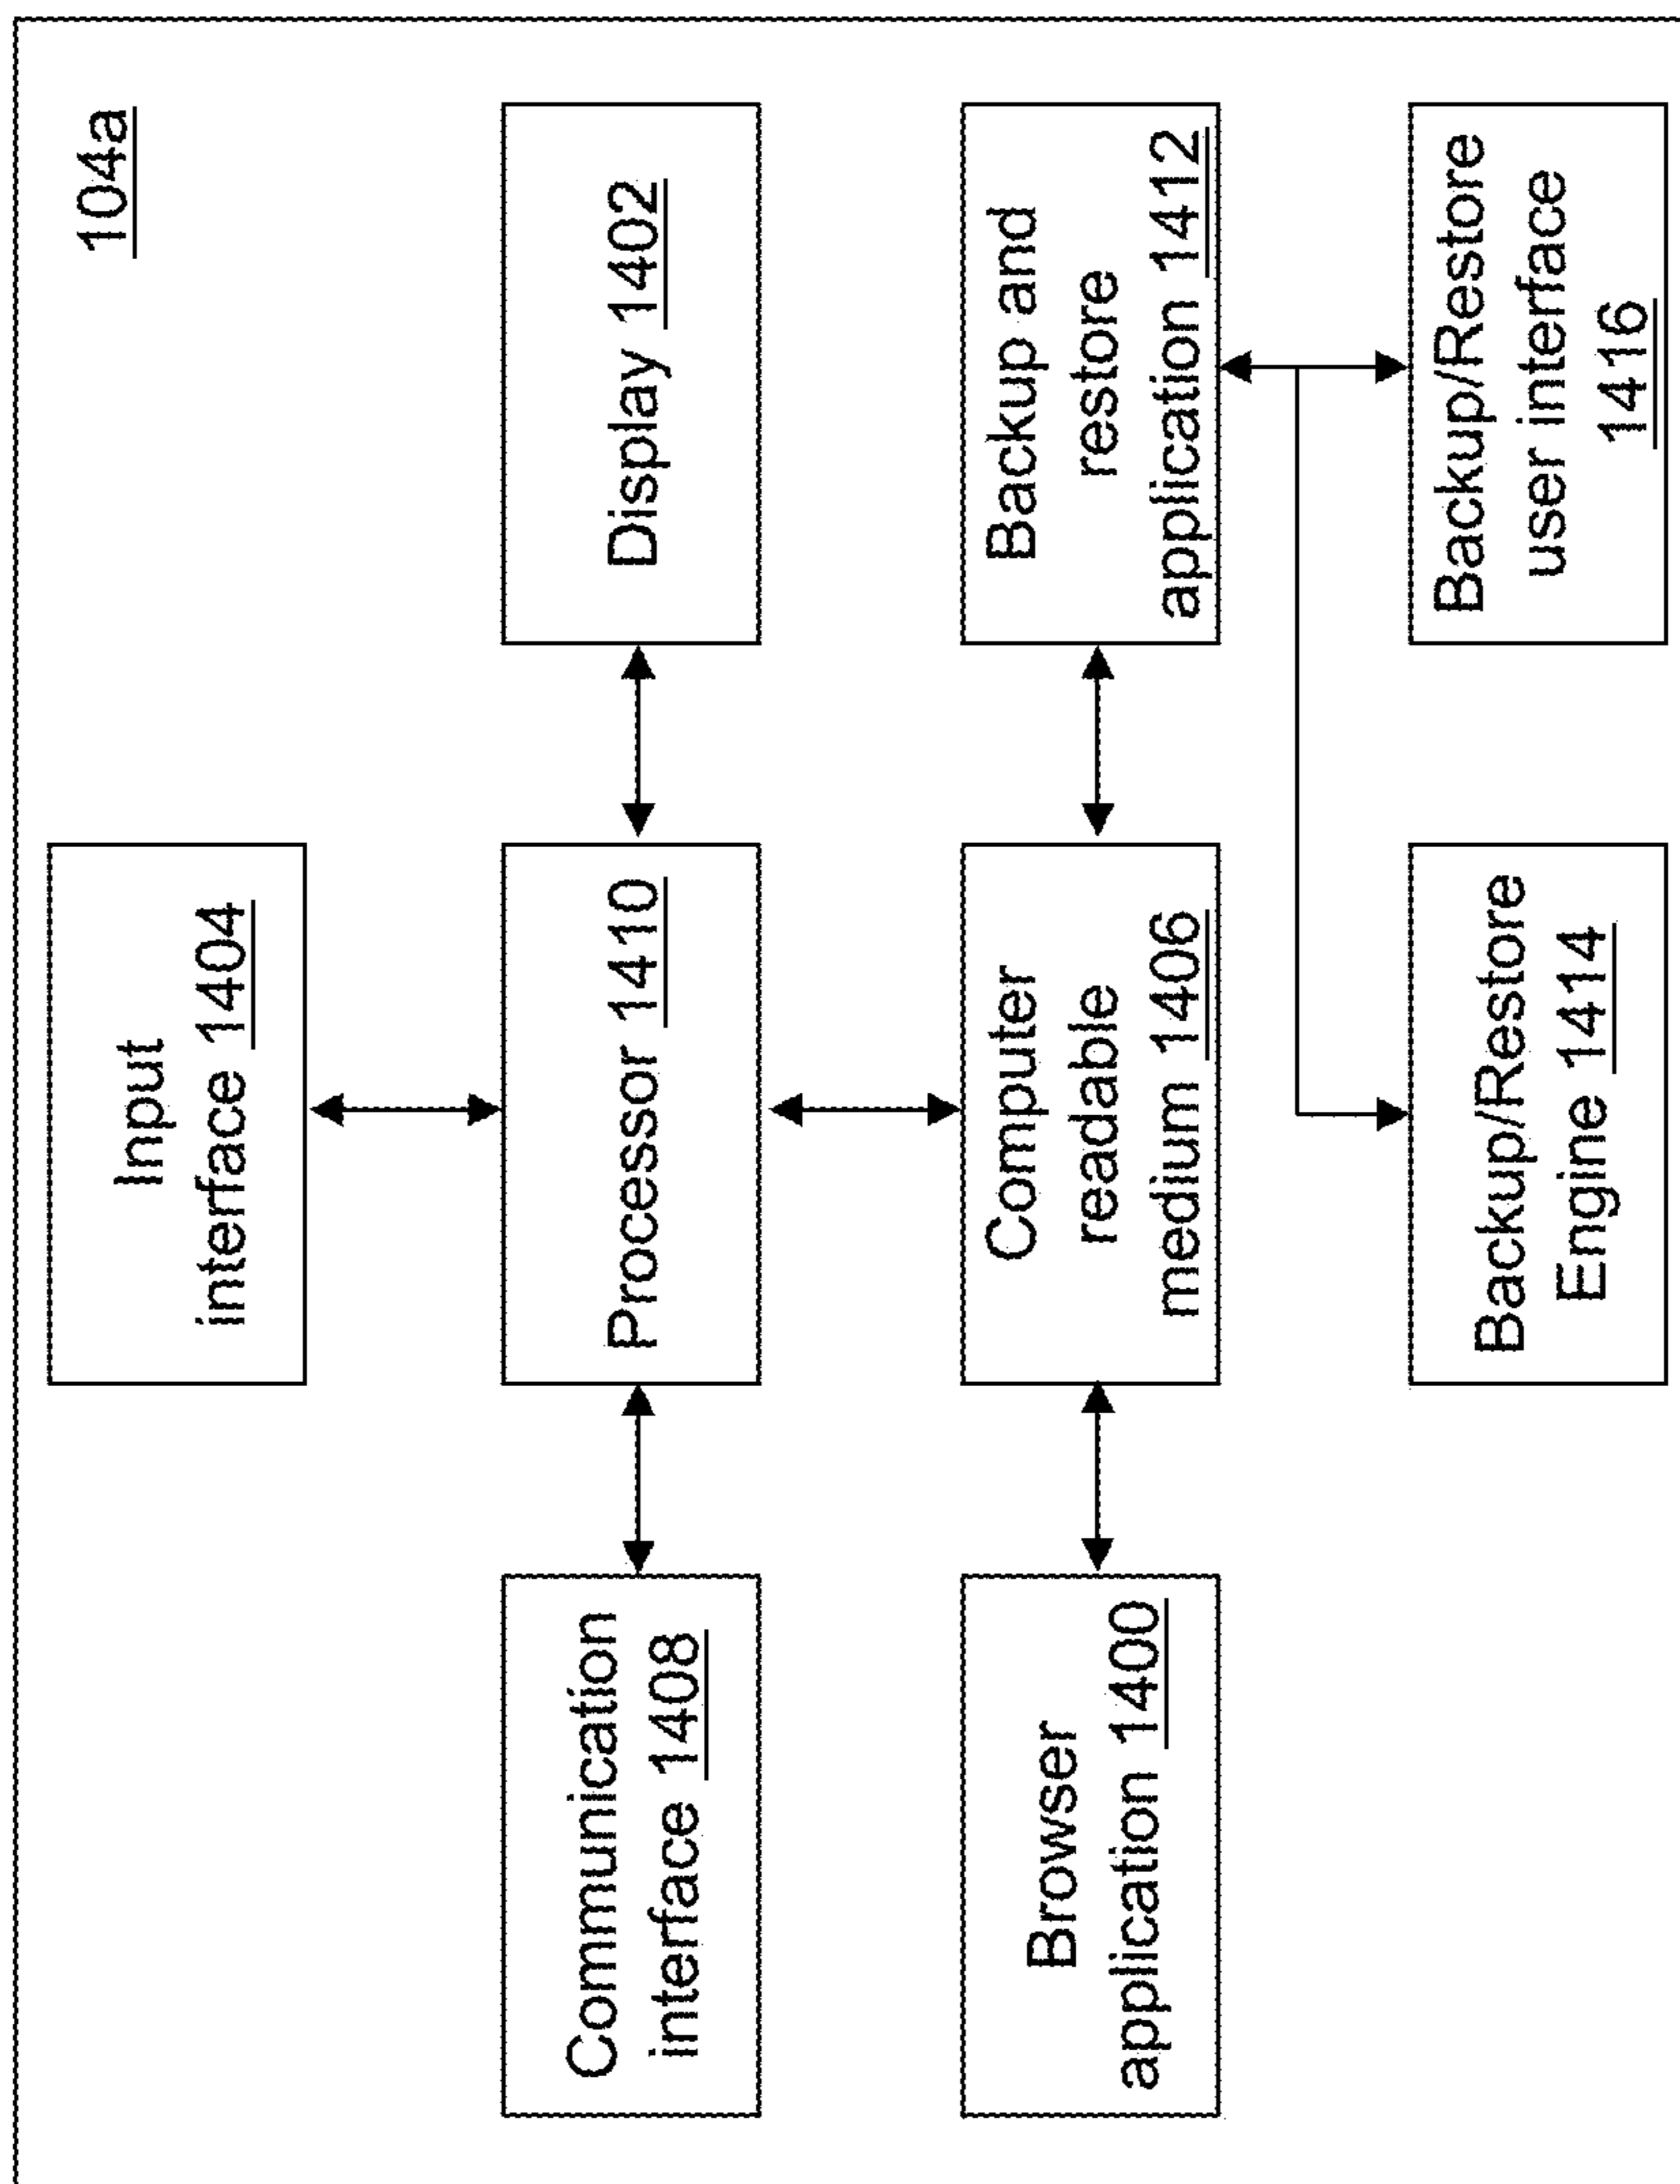 104a
Input
interface 1404
Communication
interface 1408
Processor 1410
Display 1402
Browser
application 1400
Computer
readable
medium 1406
Backup and
restore
application 1412
Backup/Restore
Engine 1414
Backup/Restore
user interface
1416